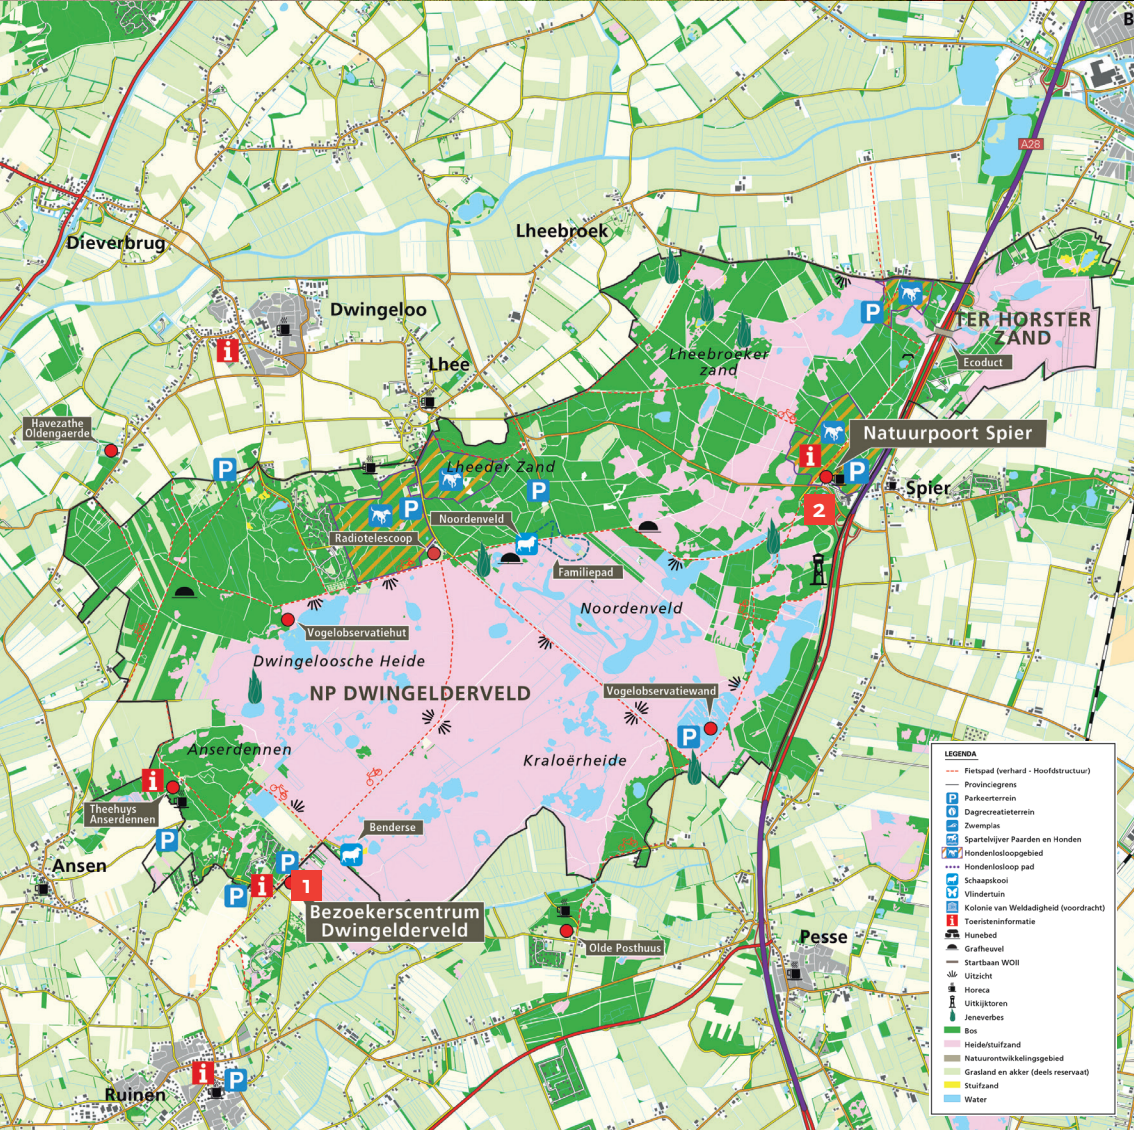 B
A28
Dieverbrug
Lheebroek
Dwingeloo
TER HORSTER
ZAND
Lheebroeker
zand
Ecoduct
Lhee
Havezathe
Oldengaerde
Natuurpoort Spier
Lheeder Zand
Spier
2
Noordenveld
Radiotelescoop
Familiepad
Noordenveld
Vogelobservatiehut
Dwingeloosche Heide
NP DWINGELDERVELD
Vogelobservatiewand
Anserdennen
Kraloërheide
Theehuys
Anserdennen
Benderse
Ansen
1
Bezoekerscentrum
Dwingelderveld
Olde Posthuus
Pesse
Ruinen
P
P
P
P
P
P
P
P
P
P
i
i
i
i
i
LEGENDA
Fietspad (verhard - Hoofdstructuur)
Provinciegrens
P Parkeerterrein
Dagrecreatieterrein
Zwemplas
Spartelvijver Paarden en Honden
Hondenlosloopgebied
Hondenlosloop pad
Schaapskooi
Vlindertuin
Kolonie van Weldadigheid (voordracht)
i Toeristeninformatie
Hunebed
Grafheuvel
Startbaan WOII
Uitzicht
Horeca
Uitkijktoren
Jeneverbes
Bos
Heide/stuifzand
Natuurontwikkelingsgebied
Grasland en akker (deels reservaat)
Stuifzand
Water